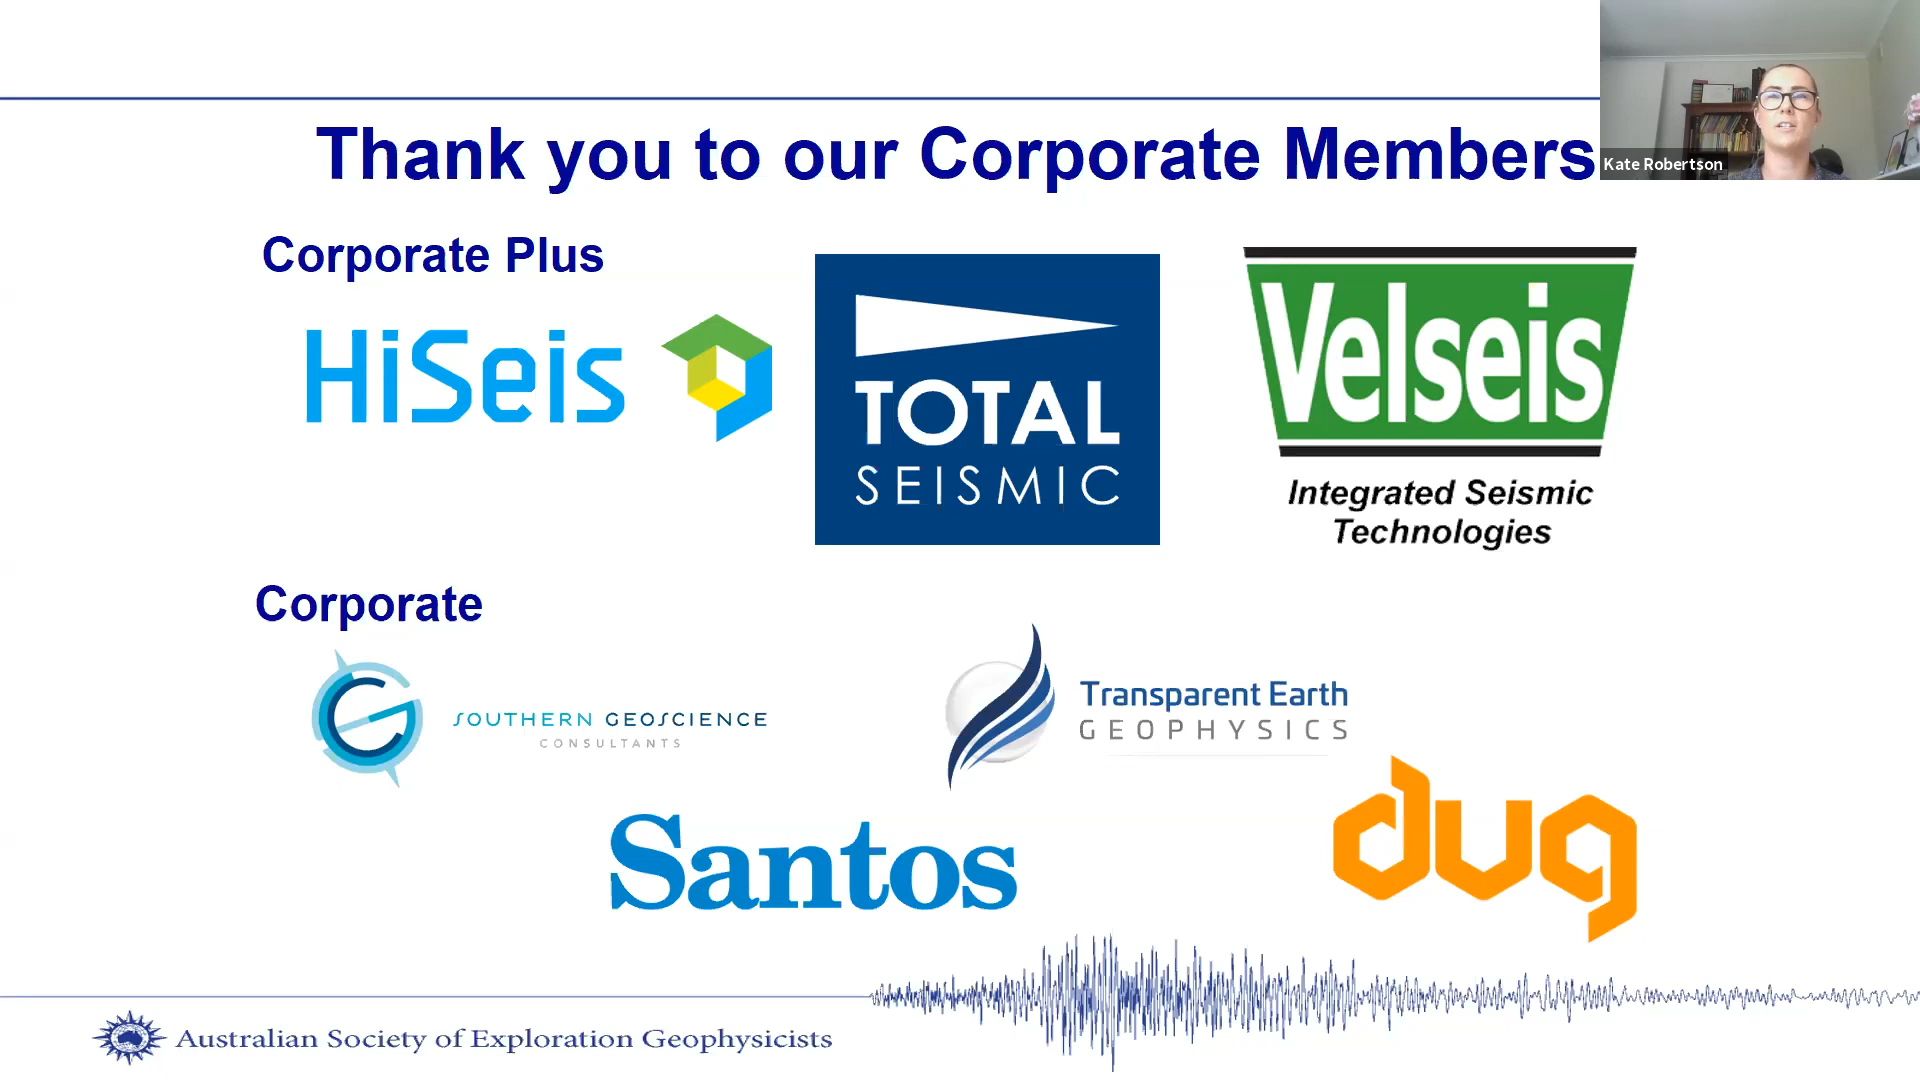 Thank you to our Corporate Members
Kate Robertson
Corporate Plus
HiSeis
TOTAL
SEISMIC
Velseis
Integrated Seismic
Technologies
Corporate
SOUTHERN GEOSCIENCE
CONSULTANTS
Transparent Earth
GEOPHYSICS
Santos
dug
Australian Society of Exploration Geophysicists